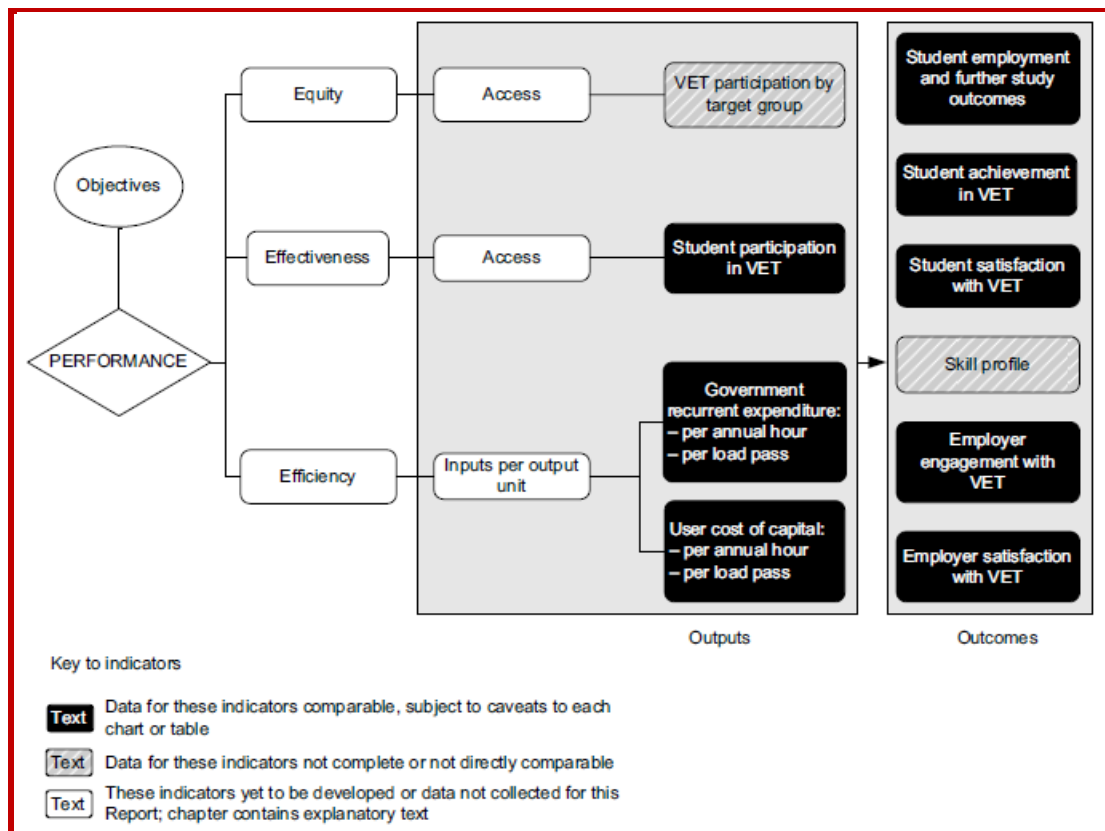 Objectives
PERFORMANCE
Equity
Access
VET participation by
target group
Effectiveness
Access
Student participation
in VET
Efficiency
Inputs per output
unit
Government
recurrent expenditure:
– per annual hour
– per load pass
User cost of capital:
– per annual hour
– per load pass
Outputs
Student employment
and further study
outcomes
Student achievement
in VET
Student satisfaction
with VET
Skill profile
Employer
engagement with
VET
Employer satisfaction
with VET
Outcomes
Key to indicators
Text
Data for these indicators comparable, subject to caveats to each
chart or table
Text
Data for these indicators not complete or not directly comparable
Text
These indicators yet to be developed or data not collected for this
Report; chapter contains explanatory text